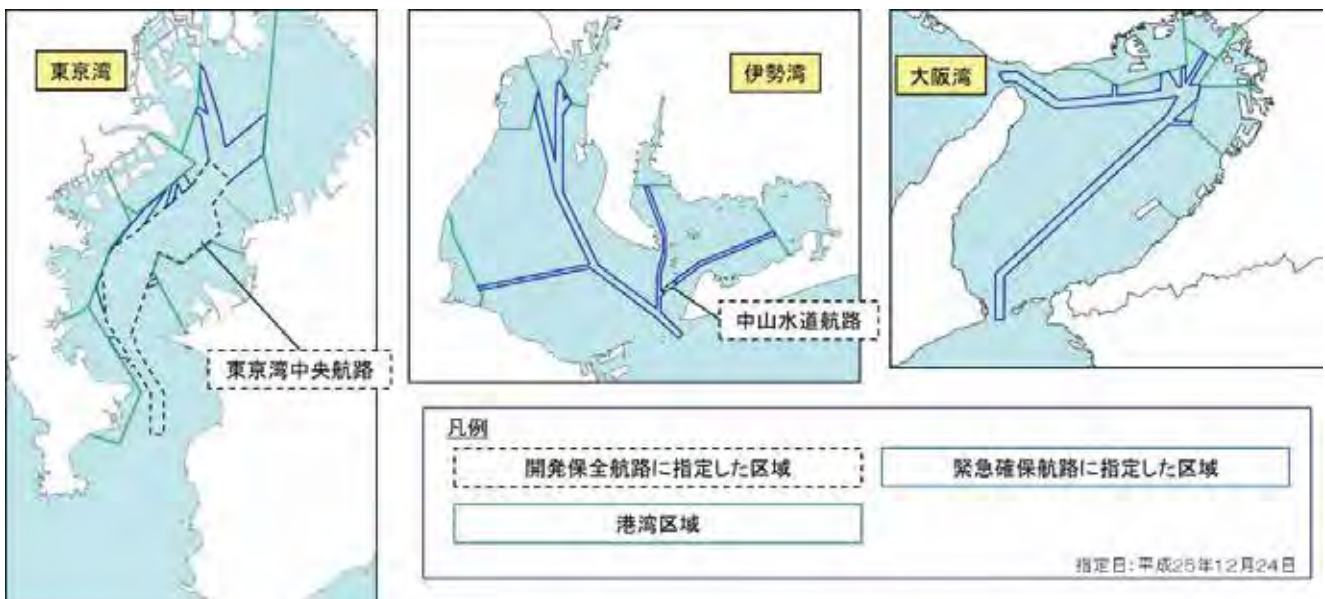 東京湾
東京湾中央航路
伊勢湾
中山水道航路
大阪湾
凡例
開発保全航路に指定した区域
緊急確保航路に指定した区域
港湾区域
指定日:平成25年12月24日